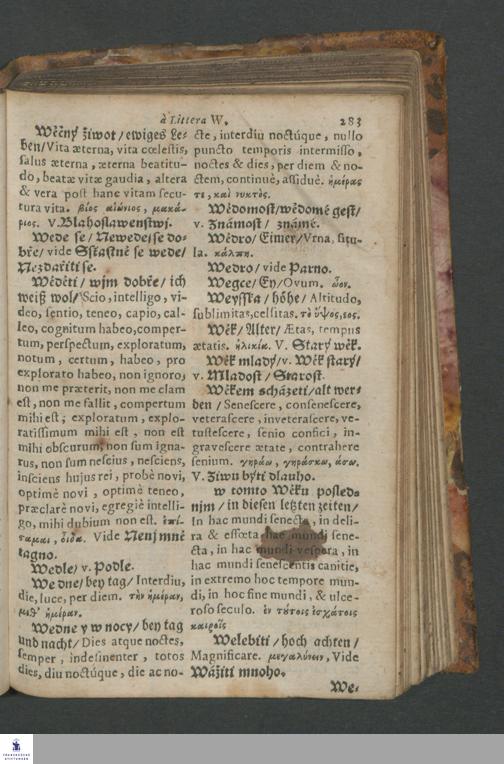 à Littera W. 283
Wěčný žiwot / ewiges Le-
ben / Vita æterna, vita cœlestis,
salus æterna, æterna beatitu-
do, beatæ vitæ gaudia, altera
& vera post hanc vitam secu-
tura vita. βίος αἰώνιος, μακά-
ριος. V. Blahoslawenstwj.
Wede se / Newede se do-
bře / vide Sťastně se wede /
Nezdařiti se.
Wěděti / wjm dobře / ich
weiß wol / Scio, intelligo, vi-
deo, sentio, teneo, capio, cal-
leo, cognitum habeo, comper-
tum, perspectum, exploratum,
notum, certum, habeo, pro
explorato habeo, non ignoro,
non me præterit, non me clam
est, non me fallit, compertum
mihi est; exploratum, explo-
ratissimum mihi est, non est
mihi obscurum, non sum igna-
rus, non sum nescius, nesciens,
insciens hujus rei, probè novi,
optimè novi, optimè teneo,
præclarè novi, egregiè intelli-
go, mihi dubium non est. ἐπί-
σαμαι, οἶδα. Vide Nenj mně
tagno.
Wedle / v. Podle.
We dne / bey tag / Interdiu,
die, luce, per diem. τὴν ἡμέραν,
μεθ' ἡμέραν.
We dne y w nocy / bey tag
und nacht / Dies atque noctes,
semper, indesinenter, totos
dies, diu noctúque, die ac no-
cte, interdiu noctúque, nullo
puncto temporis intermisso,
noctes & dies, per diem & no-
ctem, continuè, assiduè. ἡμέρας
τε, καὶ νυκτός.
Wědomost / wědomé gest /
v. Známost / známé.
Wědro / Eimer / Vrna, situ-
la. κάλπη.
Wedro / vide Parno.
Wegce / Ey / Ovum. ὠόν.
Weysska / höhe / Altitudo,
sublimitas, celsitas. τὸ ὕψος, εος.
Wěk / Alter / Ætas, tempus
ætatis. ἡλικία. V. Starý wěk.
Wěk mladý / v. Wěk starý /
v. Mladost / Starost.
Wěkem scházeti / alt wer-
den / Senescere, consenescere,
veterascere, inveterascere, ve-
tustescere, senio confici, in-
gravescere ætate, contrahere
senium. γηράω, γηράσκω, άσω.
V. Živu býti dlauho.
w tomto Wěku posled-
njm / in diesen letzten zeiten /
In hac mundi senecta, in deli-
ra & effœta hac mundi sene-
cta, in hac mundi vespera, in
hac mundi senescentis canitie,
in extremo hoc tempore mun-
di, in hoc fine mundi, & ulce-
roso seculo. ἐν τύτοις ἐσχάτοις
καιροῖς
Welebiti / hoch achten /
Magnificare. μεγαλύνειν, Vide
Wážiti mnoho.
We-
FRANCKESCHE
STIFTUNGEN